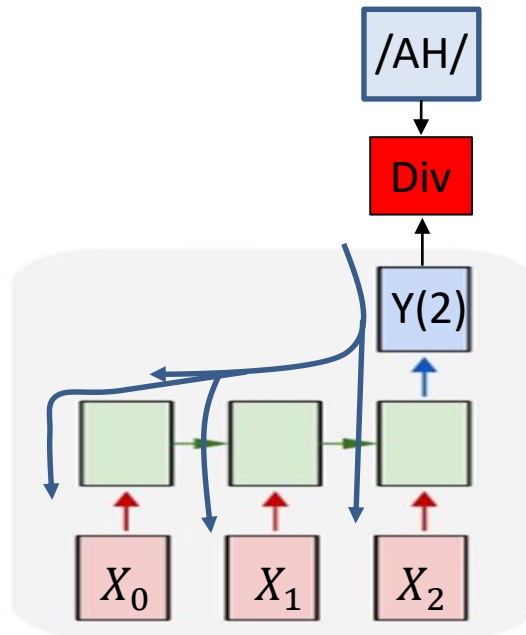 /AH/
Div
Y(2)
X₀ X₁ X₂